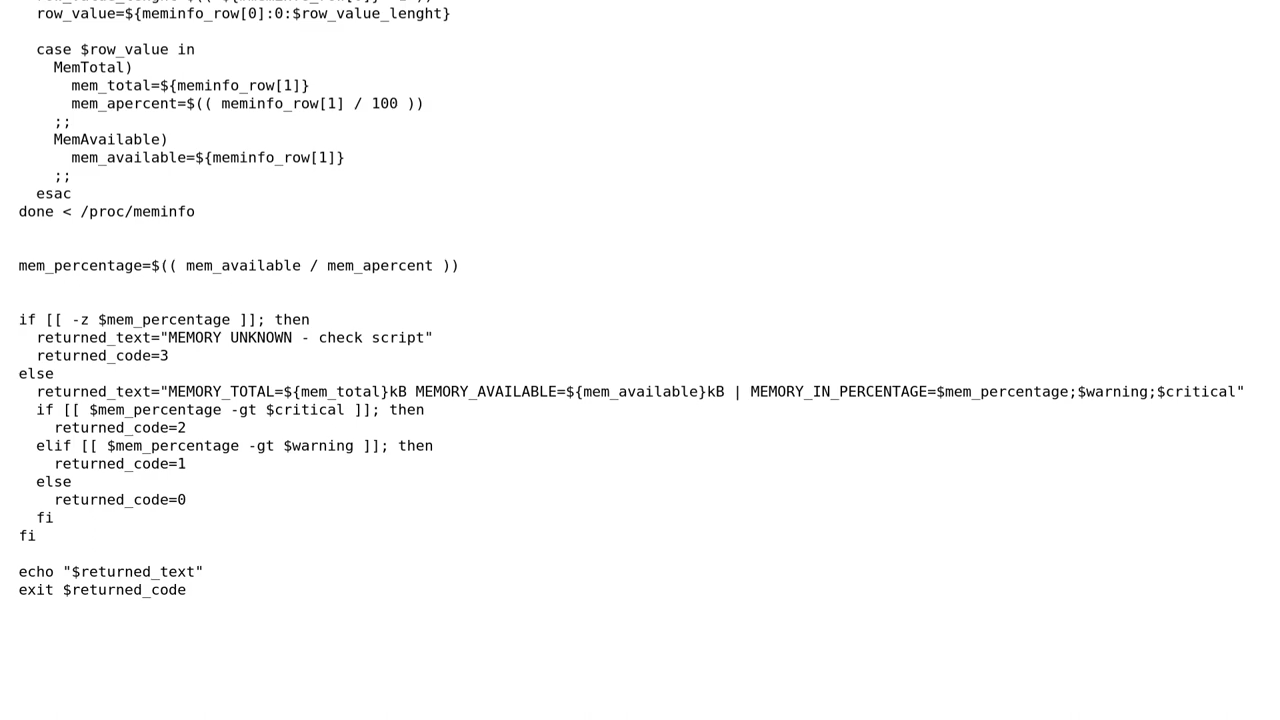 row_value=${meminfo_row[0]:0:$row_value_lenght}
case $row_value in
MemTotal)
mem_total=${meminfo_row[1]}
mem_apercent=$(( meminfo_row[1] / 100 ))
;;
MemAvailable)
mem_available=${meminfo_row[1]}
;;
esac
done < /proc/meminfo
mem_percentage=$(( mem_available / mem_apercent ))
if [[ -z $mem_percentage ]]; then
returned_text="MEMORY UNKNOWN - check script"
returned_code=3
else
returned_text="MEMORY_TOTAL=${mem_total}kB MEMORY_AVAILABLE=${mem_available}kB | MEMORY_IN_PERCENTAGE=$mem_percentage;$warning;$critical"
if [[ $mem_percentage -gt $critical ]]; then
returned_code=2
elif [[ $mem_percentage -gt $warning ]]; then
returned_code=1
else
returned_code=0
fi
fi
echo "$returned_text"
exit $returned_code